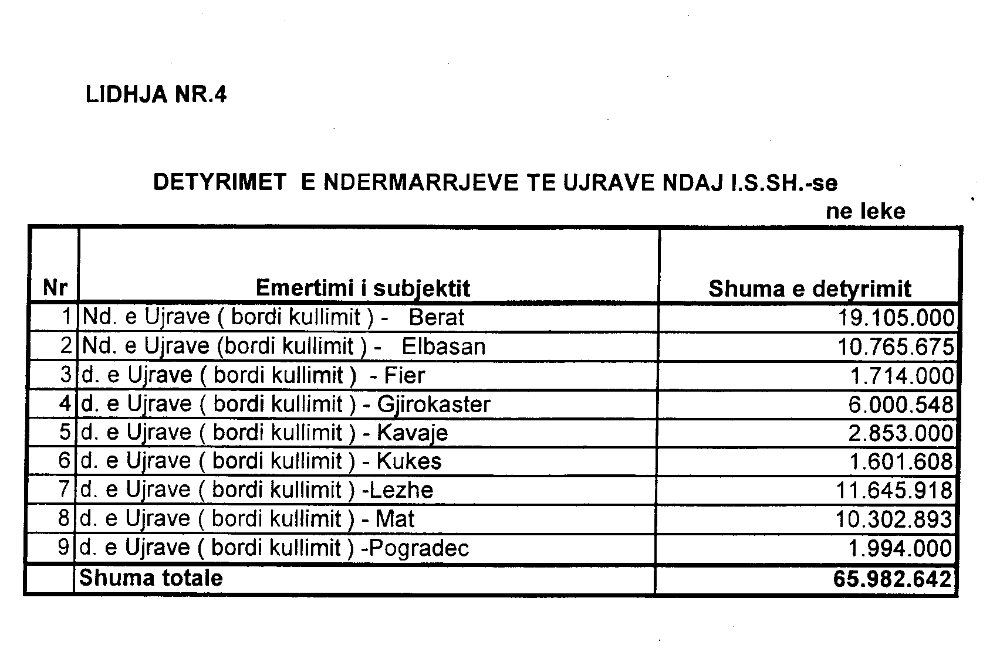 LIDHJA NR.4
DETYRIMET E NDERMARRJEVE TE UJRAVE NDAJ I.S.SH.-se
ne leke
Nr Emertimi i subjektit Shuma e detyrimit
1 Nd. e Ujrave ( bordi kullimit ) - Berat 19.105.000
2 Nd. e Ujrave (bordi kullimit ) - Elbasan 10.765.675
3 d. e Ujrave ( bordi kullimit ) - Fier 1.714.000
4 d. e Ujrave ( bordi kullimit ) - Gjirokaster 6.000.548
5 d. e Ujrave ( bordi kullimit ) - Kavaje 2.853.000
6 d. e Ujrave ( bordi kullimit ) - Kukes 1.601.608
7 d. e Ujrave ( bordi kullimit ) -Lezhe 11.645.918
8 d. e Ujrave ( bordi kullimit ) - Mat 10.302.893
9 d. e Ujrave ( bordi kullimit ) -Pogradec 1.994.000
Shuma totale 65.982.642